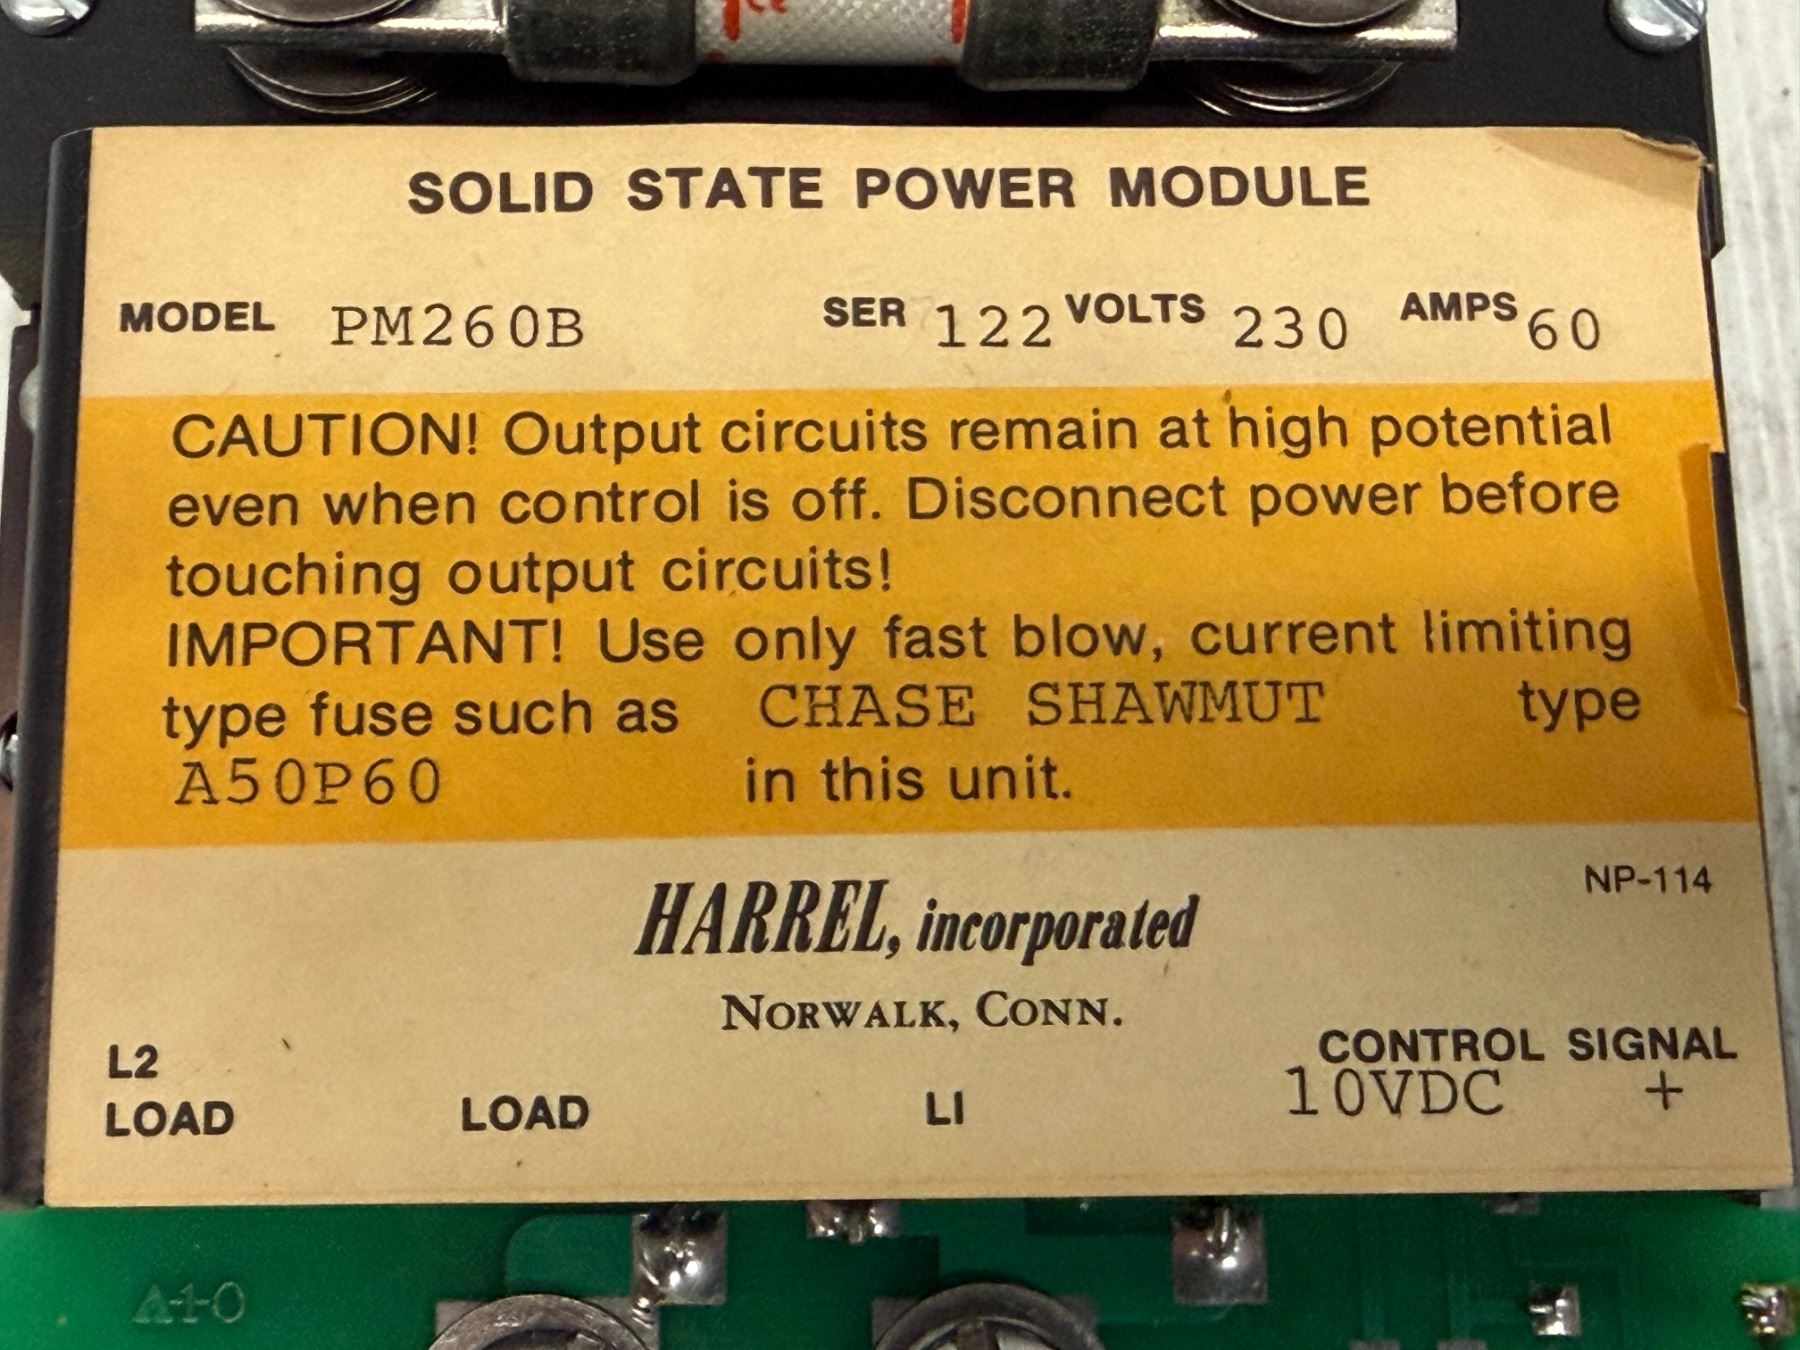 SOLID STATE POWER MODULE
MODEL PM260B SER 122 VOLTS 230 AMPS 60
CAUTION! Output circuits remain at high potential
even when control is off. Disconnect power before
touching output circuits!
IMPORTANT! Use only fast blow, current limiting
type fuse such as CHASE SHAWMUT type
A50P60 in this unit.
NP-114
HARREL, incorporated
NORWALK, CONN.
CONTROL SIGNAL
L2
10VDC +
LOAD LOAD L1
A-1-0